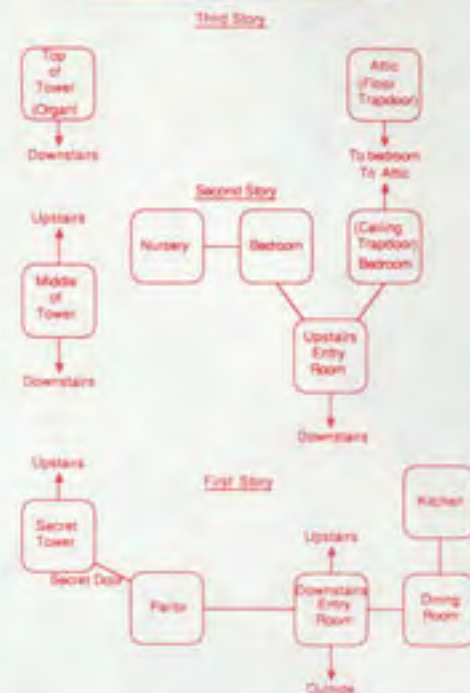 Third Story
Top
of
Tower
(Organ)
Downstairs
Attic
(Floor
Trapdoor)
To bedroom
To Attic
Second Story
Upstairs
Nursery
Bedroom
(Ceiling
Trapdoor)
Bedroom
Middle
of
Tower
Downstairs
Upstairs
Entry
Room
Downstairs
First Story
Upstairs
Secret
Tower
Secret Door
Parlor
Upstairs
Downstairs
Entry
Room
Outside
Kitchen
Dining
Room